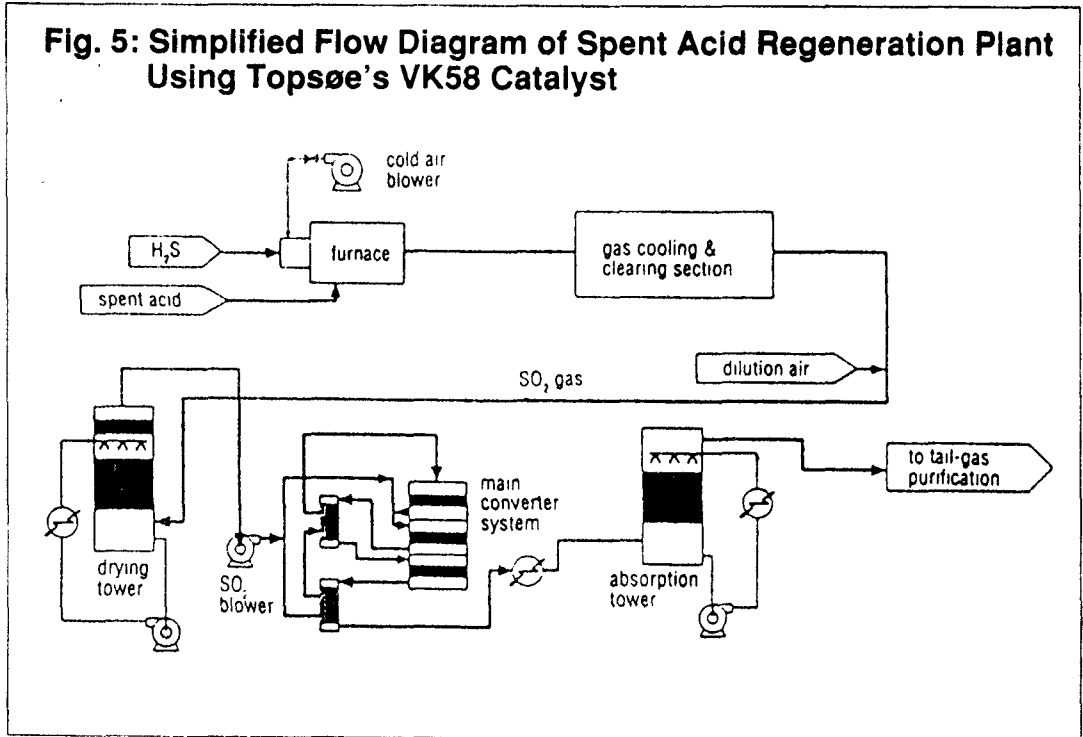 Fig. 5: Simplified Flow Diagram of Spent Acid Regeneration Plant
Using Topsøe's VK58 Catalyst
cold air
blower
H₂S
furnace
gas cooling &
clearing section
spent acid
dilution air
SO₂ gas
main
converter
system
to tail-gas
purification
drying
tower
SO₂
blower
absorption
tower